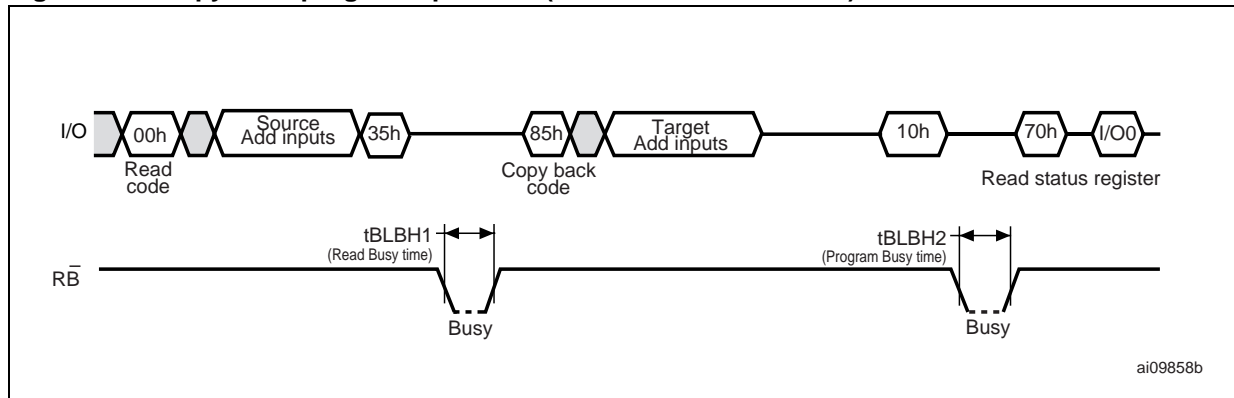 I/O
00h
Source
Add inputs
35h
85h
Target
Add inputs
10h
70h
I/O0
Read
code
Copy back
code
Read status register
tBLBH1
(Read Busy time)
tBLBH2
(Program Busy time)
RB
Busy
Busy
ai09858b